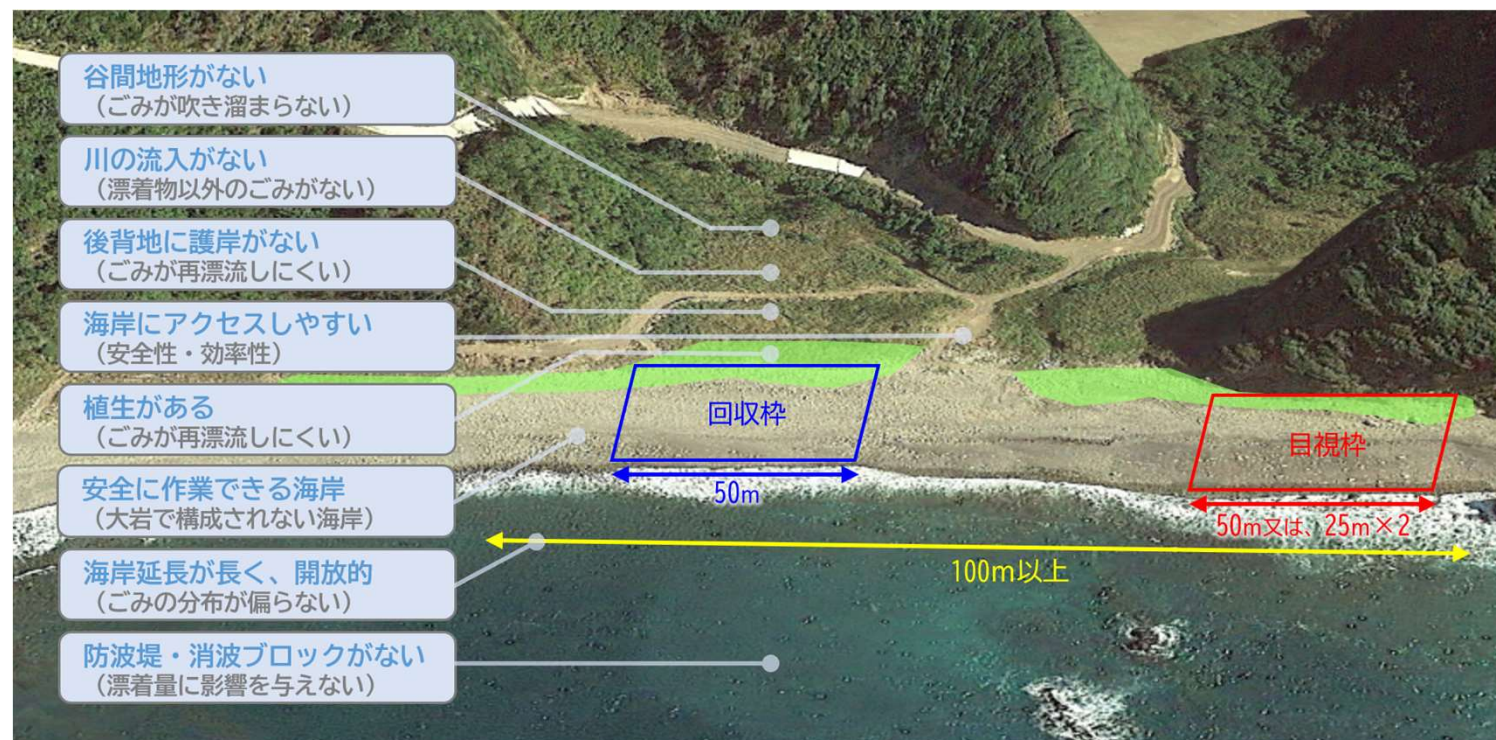 谷間地形がない
（ごみが吹き溜まらない）
川の流入がない
（漂着物以外のごみがない）
後背地に護岸がない
（ごみが再漂流しにくい）
海岸にアクセスしやすい
（安全性・効率性）
植生がある
（ごみが再漂流しにくい）
安全に作業できる海岸
（大岩で構成されない海岸）
海岸延長が長く、開放的
（ごみの分布が偏らない）
防波堤・消波ブロックがない
（漂着量に影響を与えない）
回収枠
50m
目視枠
50m又は、25m×2
100m以上